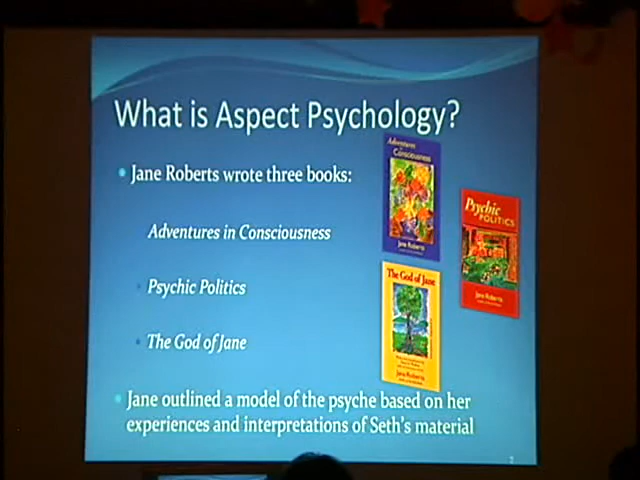 What is Aspect Psychology?
Jane Roberts wrote three books:
Adventures in Consciousness
Psychic Politics
The God of Jane
Jane outlined a model of the psyche based on her
experiences and interpretations of Seth's material
Adventures
in Consciousness
Jane Roberts
Psychic
POLITICS
Jane Roberts
The God of Jane
Jane Roberts
2